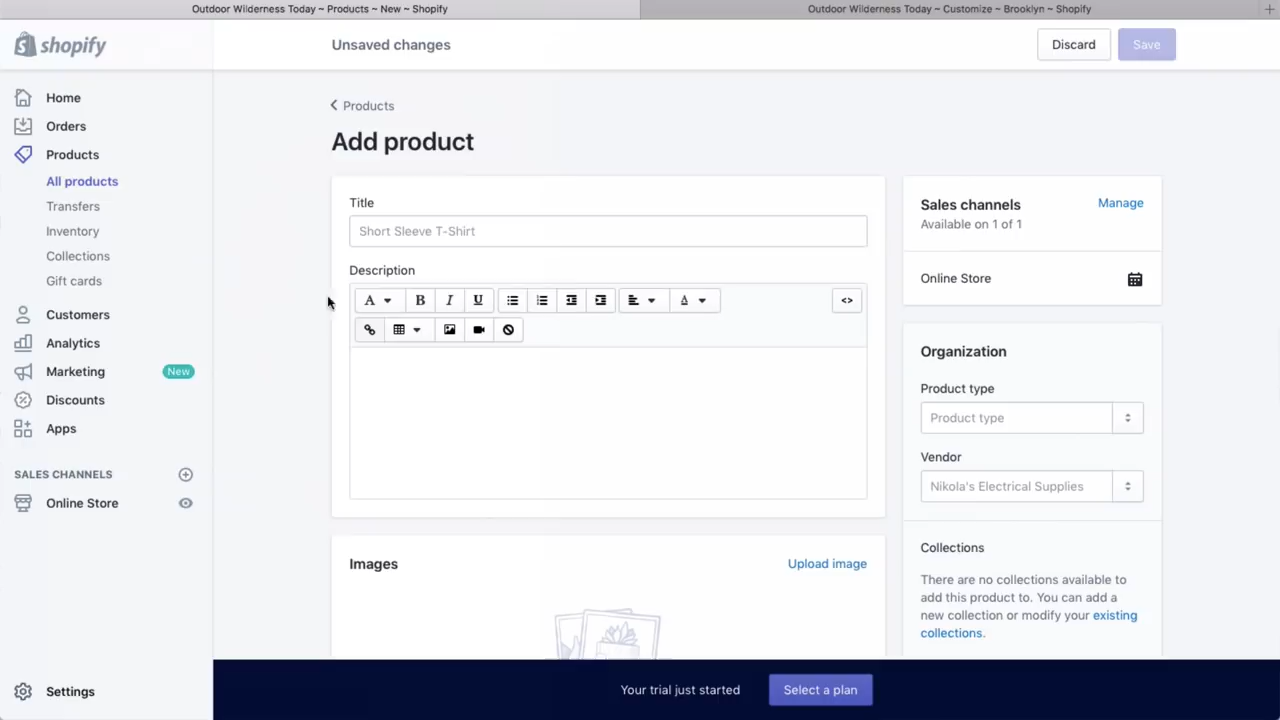 Outdoor Wilderness Today ~ Products ~ New ~ Shopify
Outdoor Wilderness Today ~ Customize ~ Brooklyn ~ Shopify
shopify
Unsaved changes
Discard
Save
Home
Orders
Products
All products
Transfers
Inventory
Collections
Gift cards
Customers
Analytics
Marketing
New
Discounts
Apps
SALES CHANNELS
Online Store
Settings
Products
Add product
Title
Short Sleeve T-Shirt
Description
A
B
I
U
A
<>
Images
Upload image
Sales channels
Manage
Available on 1 of 1
Online Store
Organization
Product type
Product type
Vendor
Nikola's Electrical Supplies
Collections
There are no collections available to
add this product to. You can add a
new collection or modify your existing
collections.
Your trial just started
Select a plan